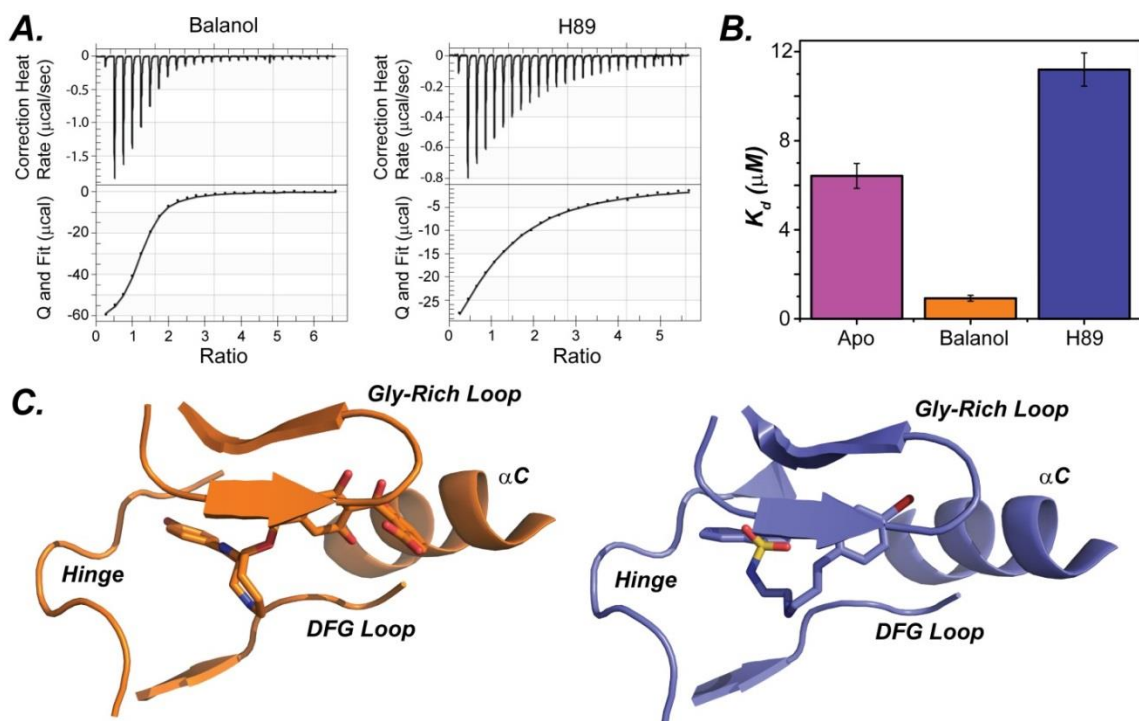 A.
Balanol
H89
Correction Heat
Rate (μcal/sec)
0
-0.5
-1.0
-1.5
Q and Fit (μcal)
0
-20
-40
-60
0 1 2 3 4 5 6
Ratio
Correction Heat
Rate (μcal/sec)
0
-0.2
-0.4
-0.6
-0.8
Q and Fit (μcal)
-5
-10
-15
-20
-25
0 1 2 3 4 5
Ratio
B.
Kd (μM)
12
8
4
0
Apo Balanol H89
C.
Gly-Rich Loop
αC
Hinge
DFG Loop
Gly-Rich Loop
αC
Hinge
DFG Loop